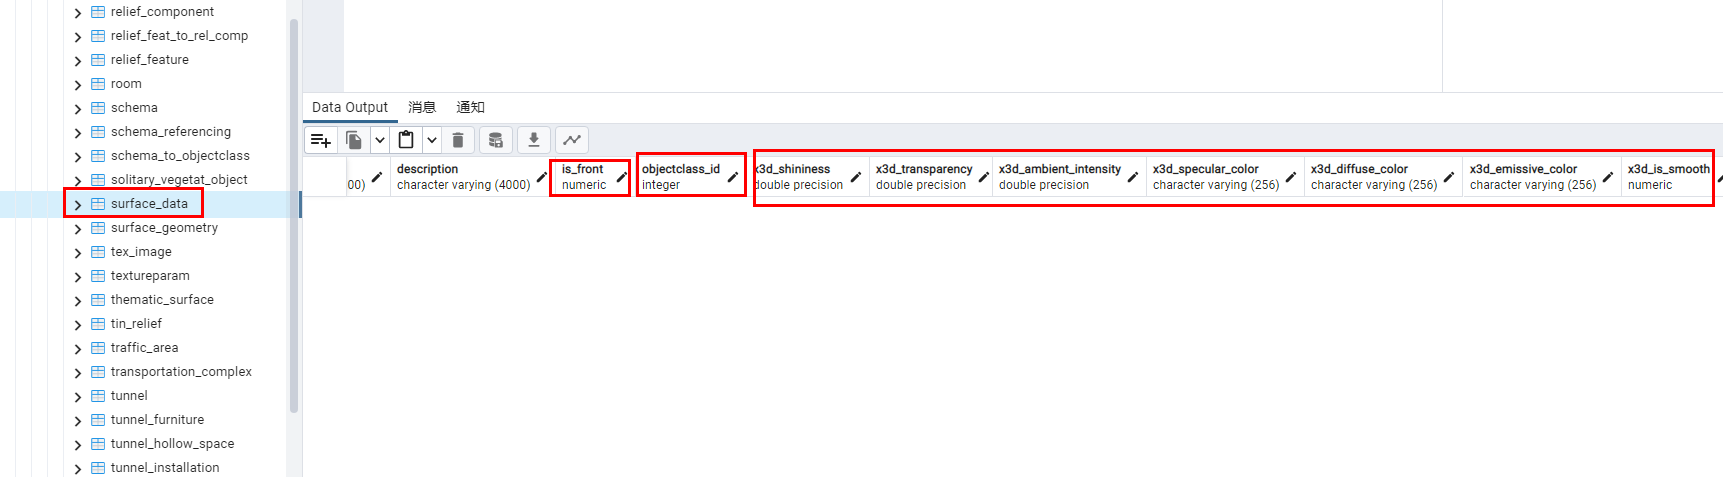 relief_component
relief_feat_to_rel_comp
relief_feature
room
schema
schema_referencing
schema_to_objectclass
solitary_vegetat_object
surface_data
surface_geometry
tex_image
textureparam
thematic_surface
tin_relief
traffic_area
transportation_complex
tunnel
tunnel_furniture
tunnel_hollow_space
tunnel_installation
Data Output 消息 通知
description is_front objectclass_id x3d_shininess x3d_transparency x3d_ambient_intensity x3d_specular_color x3d_diffuse_color x3d_emissive_color x3d_is_smooth
00) character varying (4000) numeric integer double precision double precision double precision character varying (256) character varying (256) character varying (256) numeric